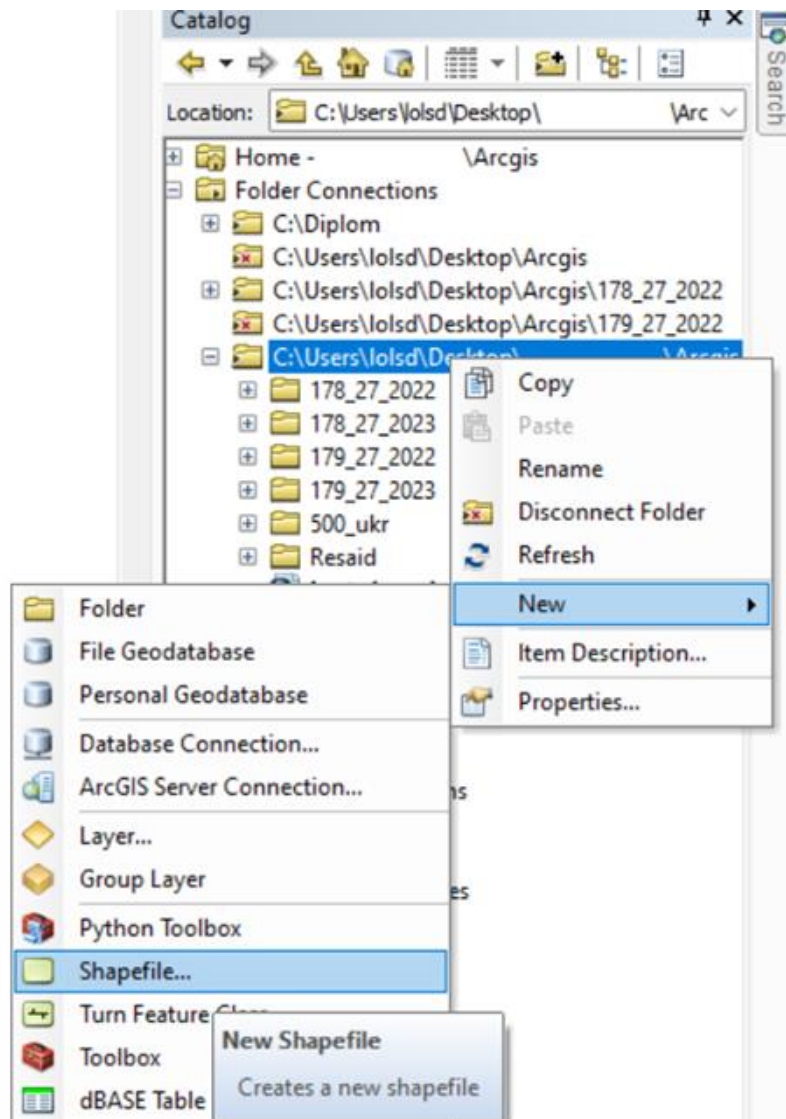 Catalog
Search
Location: C:\Users\lolsd\Desktop\ \Arc
Home - \Arcgis
Folder Connections
C:\Diplom
C:\Users\lolsd\Desktop\Arcgis
C:\Users\lolsd\Desktop\Arcgis\178_27_2022
C:\Users\lolsd\Desktop\Arcgis\179_27_2022
C:\Users\lolsd\Desktop\ \Arcgis
178_27_2022
178_27_2023
179_27_2022
179_27_2023
500_ukr
Resaid
Copy
Paste
Rename
Disconnect Folder
Refresh
New
Item Description...
Properties...
Folder
File Geodatabase
Personal Geodatabase
Database Connection...
ArcGIS Server Connection...
Layer...
Group Layer
Python Toolbox
Shapefile...
Turn Feature
Toolbox
dBASE Table
New Shapefile
Creates a new shapefile